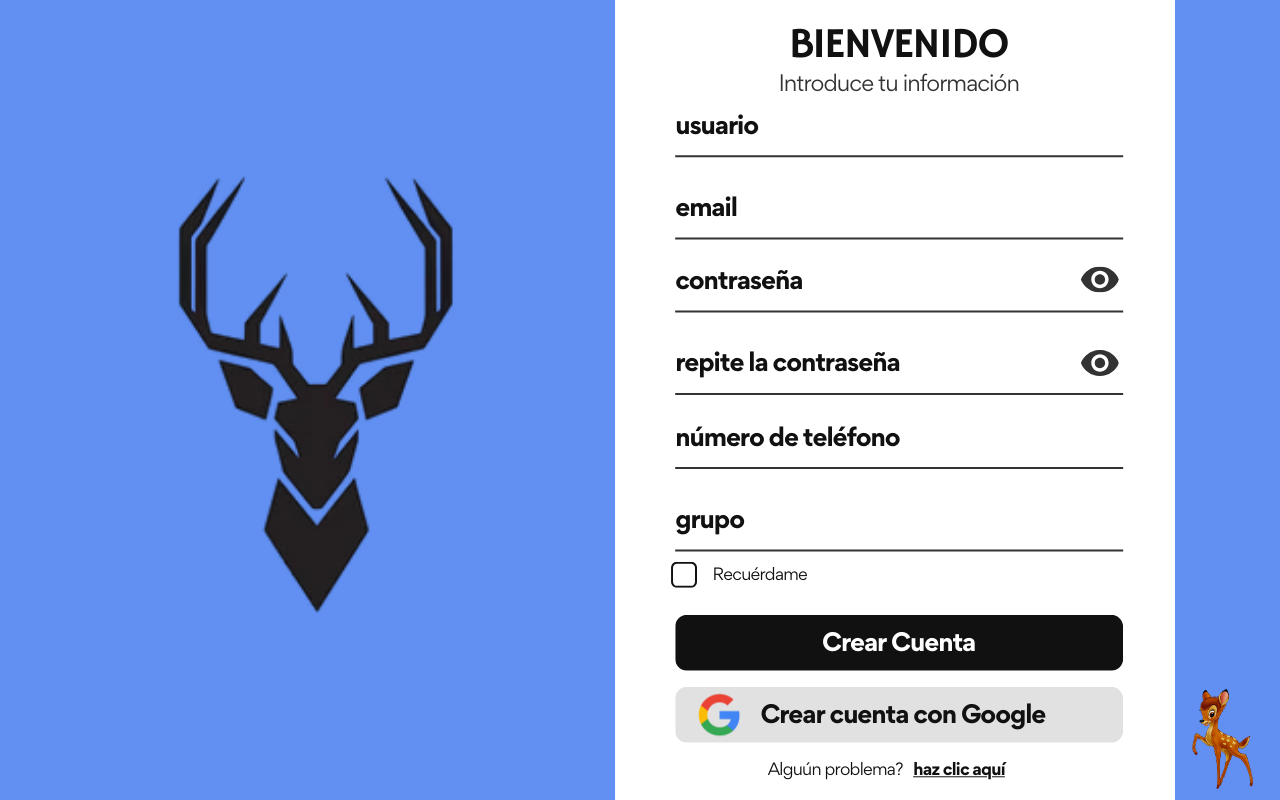 BIENVENIDO
Introduce tu información
usuario
email
contraseña
repite la contraseña
número de teléfono
grupo
Recuérdame
Crear Cuenta
Crear cuenta con Google
Alguún problema? haz clic aquí